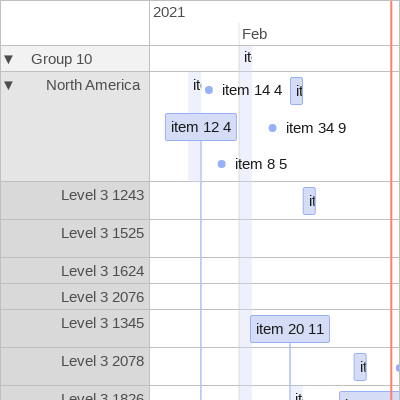 2021
Feb
▼ Group 10
it
▼ North America
it
item 14 4
it
item 12 4
item 34 9
item 8 5
Level 3 1243
it
Level 3 1525
Level 3 1624
Level 3 2076
Level 3 1345
item 20 11
Level 3 2078
it
Level 3 1826
it